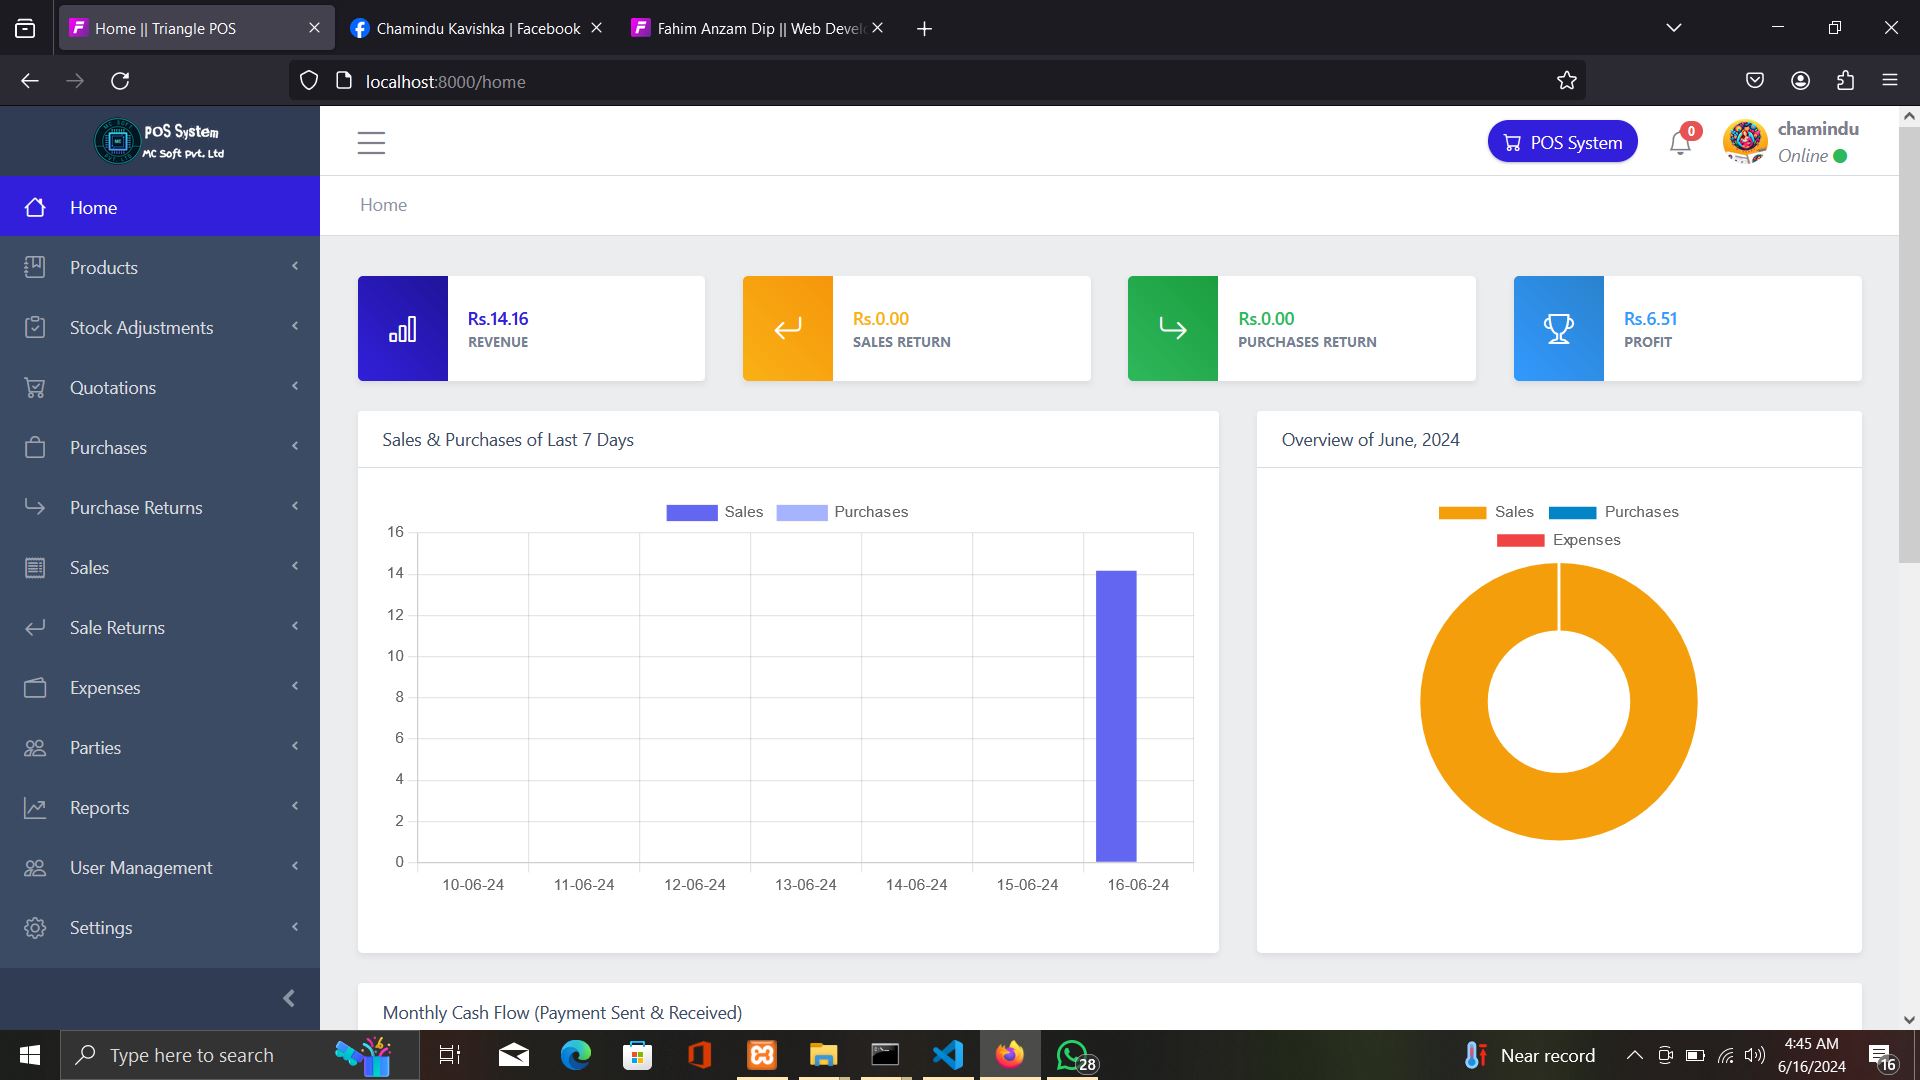 Home || Triangle POS
Chamindu Kavishka | Facebook
Fahim Anzam Dip || Web Develo
localhost:8000/home
POS System
MC Soft Pvt. Ltd
POS System
0
chamindu
Online
Home
Home
Products
Stock Adjustments
Quotations
Purchases
Purchase Returns
Sales
Sale Returns
Expenses
Parties
Reports
User Management
Settings
Rs.14.16
REVENUE
Rs.0.00
SALES RETURN
Rs.0.00
PURCHASES RETURN
Rs.6.51
PROFIT
Sales & Purchases of Last 7 Days
Sales Purchases
16
14
12
10
8
6
4
2
0
10-06-24 11-06-24 12-06-24 13-06-24 14-06-24 15-06-24 16-06-24
Overview of June, 2024
Sales Purchases
Expenses
Monthly Cash Flow (Payment Sent & Received)
Type here to search
28
Near record
4:45 AM
6/16/2024
16